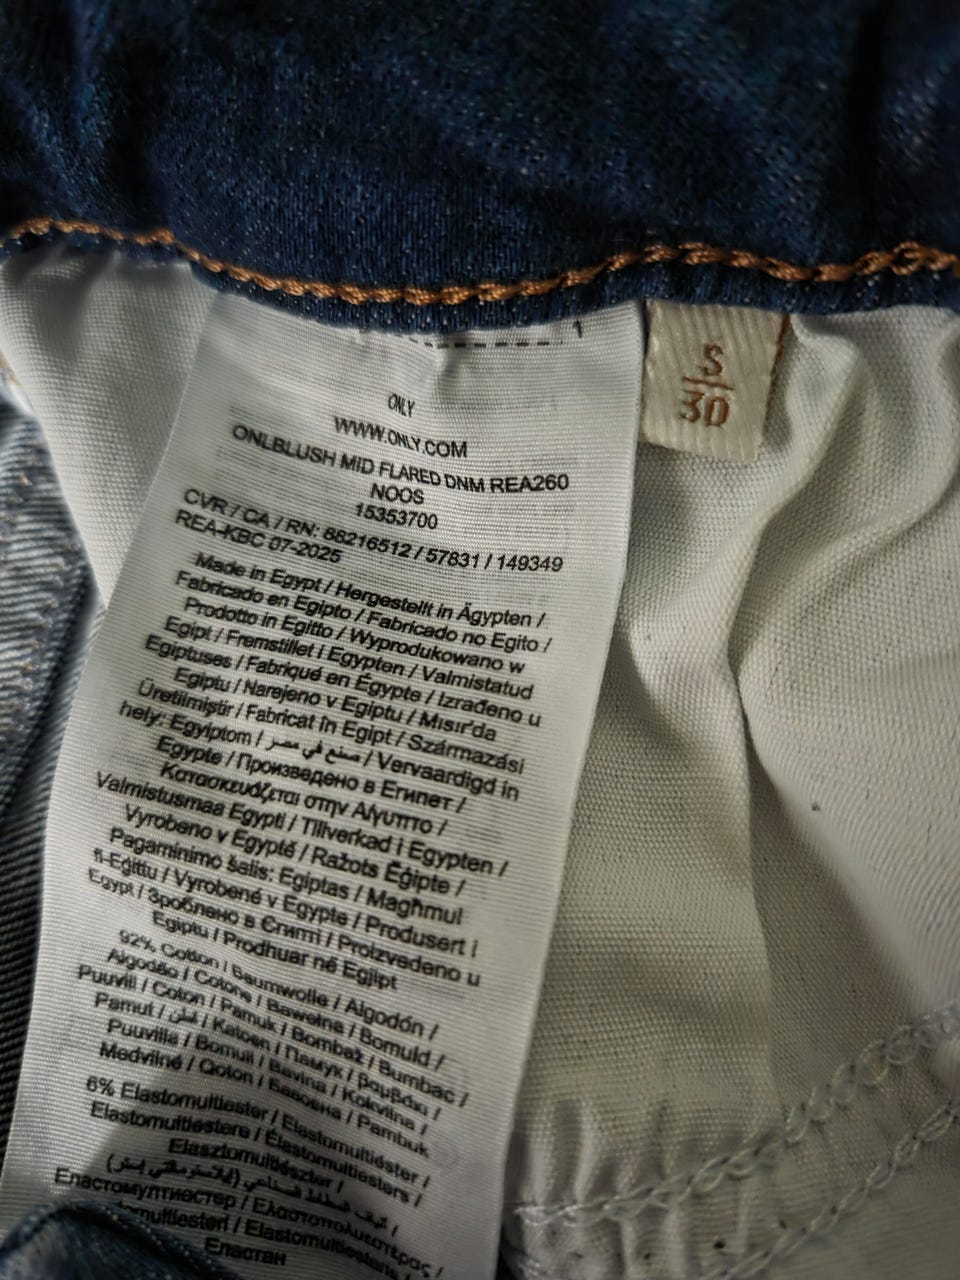 1
S
30
ONLY
WWW.ONLY.COM
ONLBLUSH MID FLARED DNM REA260
NOOS
15353700
CVR / CA / RN: 88216512 / 57831 / 149349
REA-KBC 07-2025
Made in Egypt / Hergestellt in Ägypten /
Fabricado en Egipto / Fabricado no Egito /
Prodotto in Egitto / Wyprodukowano w
Egipt / Fremstillet i Egypten / Valmistatud
Egiptuses / Fabriqué en Égypte / Izrađeno u
Egiptu / Narejeno v Egiptu / Mısır'da
Üretilmiştir / Fabricat în Egipt / Származási
hely: Egyiptom / صنع في مصر / Vervaardigd in
Egypte / Произведено в Египет /
Κατασκευάζεται στην Αίγυπτο /
Valmistusmaa Egypti / Tillverkad i Egypten /
Vyrobeno v Egyptě / Ražots Ēģipte /
Pagaminimo šalis: Egiptas / Magħmul
fl-Eġittu / Vyrobené v Egypte / Produsert i
Egypt / Зроблено в Єгипті / Proizvedeno u
Egiptu / Prodhuar në Egjipt
92% Cotton / Baumwolle / Algodón /
Algodão / Cotone / Bawełna / Bomuld /
Puuvill / Coton / Pamuk / Bombaž / Bumbac /
Pamut / قطن / Katoen / Памук / Βαμβάκι /
Puuvilla / Bomull / Bavlna / Kokvilna /
Medvilnė / Qoton / Бавовна / Pambuk
6% Elastomultiester / Elastomultiéster /
Elastomultiestere / Élastomultiesters /
Elasztomultiészter /
Еластомултиестер / Ελαστοπολυεστέρας /
Elastomultiesteris /
Еластан